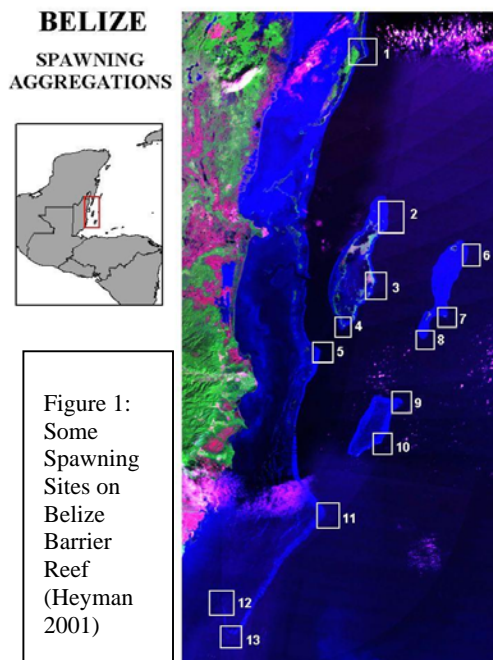 BELIZE
SPAWNING
AGGREGATIONS
Figure 1:
Some
Spawning
Sites on
Belize
Barrier
Reef
(Heyman
2001)
1
2
3
4
5
6
7
8
9
10
11
12
13